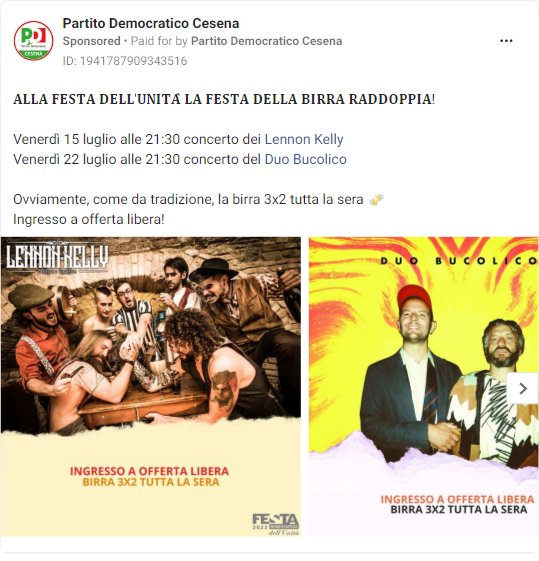 Partito Democratico Cesena
Sponsored • Paid for by Partito Democratico Cesena
ID: 1941787909343516
ALLA FESTA DELL'UNITÀ LA FESTA DELLA BIRRA RADDOPPIA!
Venerdì 15 luglio alle 21:30 concerto dei Lennon Kelly
Venerdì 22 luglio alle 21:30 concerto del Duo Bucolico
Ovviamente, come da tradizione, la birra 3x2 tutta la sera 🍻
Ingresso a offerta libera!
LENNON KELLY
INGRESSO A OFFERTA LIBERA
BIRRA 3X2 TUTTA LA SERA
FESTA
2022
dell'Unità
DUO BUCOLICO
INGRESSO A OFFERTA LIBERA
BIRRA 3X2 TUTTA LA SERA
PD
Partito Democratico
CESENA